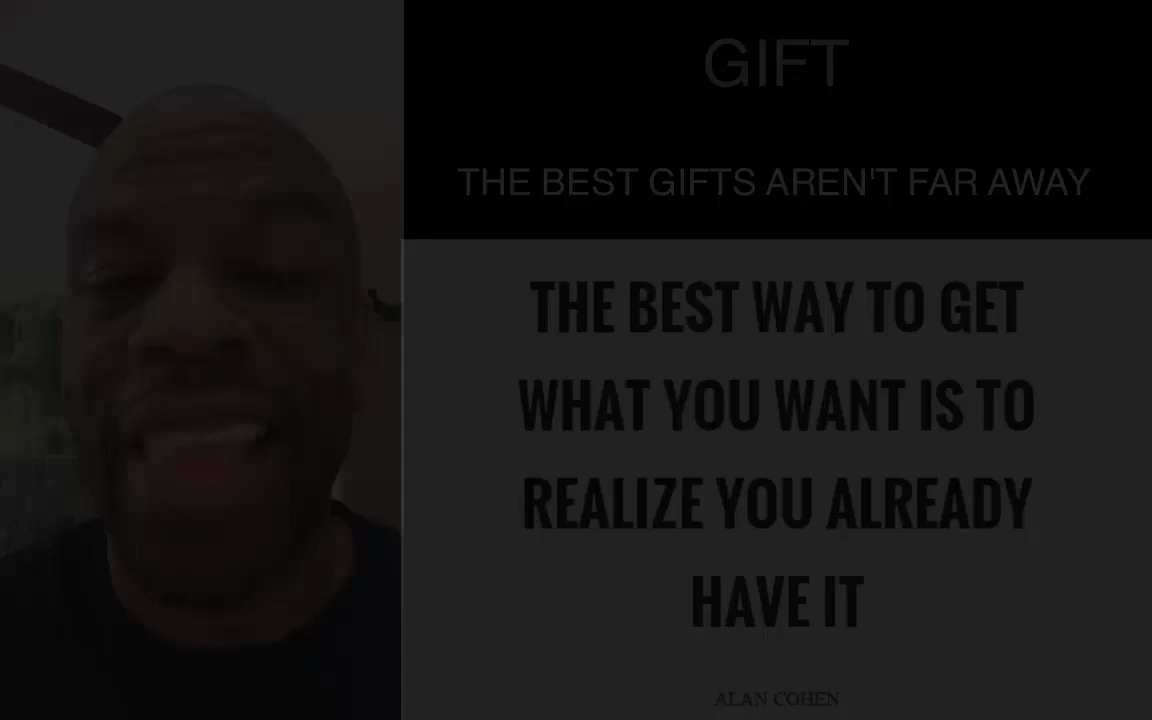 GIFT
THE BEST GIFTS AREN'T FAR AWAY
THE BEST WAY TO GET
WHAT YOU WANT IS TO
REALIZE YOU ALREADY
HAVE IT
ALAN COHEN